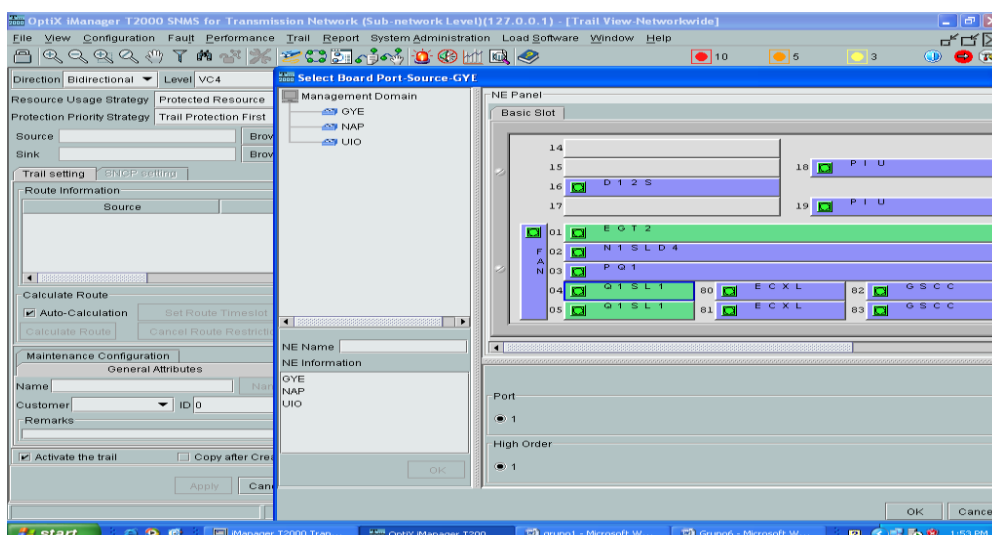 OptiX iManager T2000 SNMS for Transmission Network (Sub-network Level)(127.0.0.1) - [Trail View-Networkwide]
File View Configuration Fault Performance Trail Report System Administration Load Software Window Help
10 5 3
Direction Bidirectional Level VC4
Resource Usage Strategy Protected Resource
Protection Priority Strategy Trail Protection First
Source Brow
Sink Brow
Trail setting SNCP setting
Route Information
Source
Calculate Route
Auto-Calculation Set Route Timeslot
Calculate Route Cancel Route Restrictio
Maintenance Configuration
General Attributes
Name Nam
Customer ID 0
Remarks
Activate the trail Copy after Crea
Apply Canc
Select Board Port-Source-GYE
Management Domain
GYE
NAP
UIO
NE Name
NE Information
GYE
NAP
UIO
OK
NE Panel
Basic Slot
14
15 18 PIU
16 D12S
17 19 PIU
01 EGT2
FAN
02 N1SLD4
03 PQ1
04 Q1SL1 80 ECXL 82 GSCC
05 Q1SL1 81 ECXL 83 GSCC
Port
1
High Order
1
OK Cance
start iManager T2000 Tran... OptiX iManager T200... grupo1 - Microsoft W... Grupo6 - Microsoft W... 1:53 PM